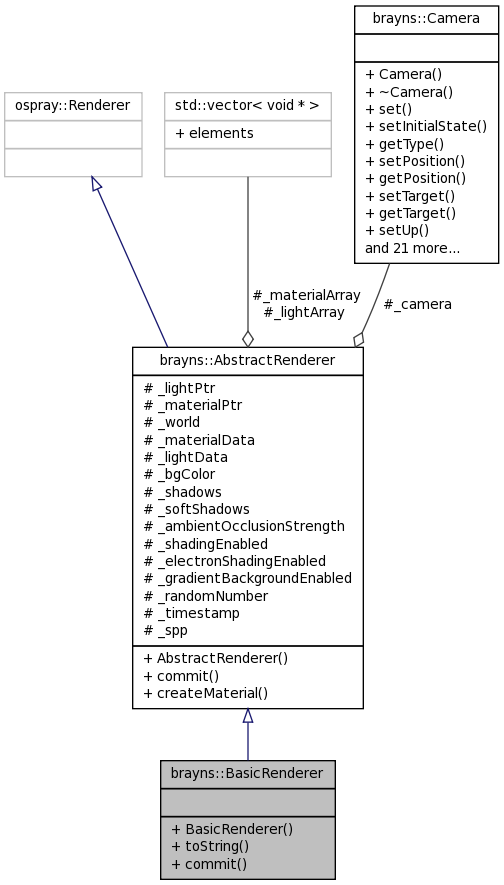 brayns::Camera
+ Camera()
+ ~Camera()
+ set()
+ setInitialState()
+ getType()
+ setPosition()
+ getPosition()
+ setTarget()
+ getTarget()
+ setUp()
and 21 more...
ospray::Renderer
std::vector< void * >
+ elements
#_materialArray
#_lightArray
#_camera
brayns::AbstractRenderer
# _lightPtr
# _materialPtr
# _world
# _materialData
# _lightData
# _bgColor
# _shadows
# _softShadows
# _ambientOcclusionStrength
# _shadingEnabled
# _electronShadingEnabled
# _gradientBackgroundEnabled
# _randomNumber
# _timestamp
# _spp
+ AbstractRenderer()
+ commit()
+ createMaterial()
brayns::BasicRenderer
+ BasicRenderer()
+ toString()
+ commit()